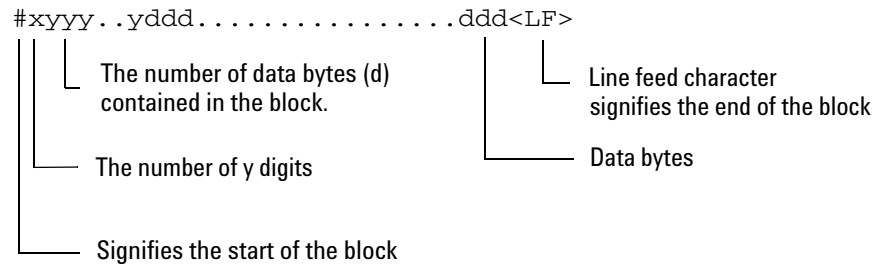 #xyyy..yddd................ddd<LF>
The number of data bytes (d)
contained in the block.
Line feed character
signifies the end of the block
The number of y digits
Data bytes
Signifies the start of the block